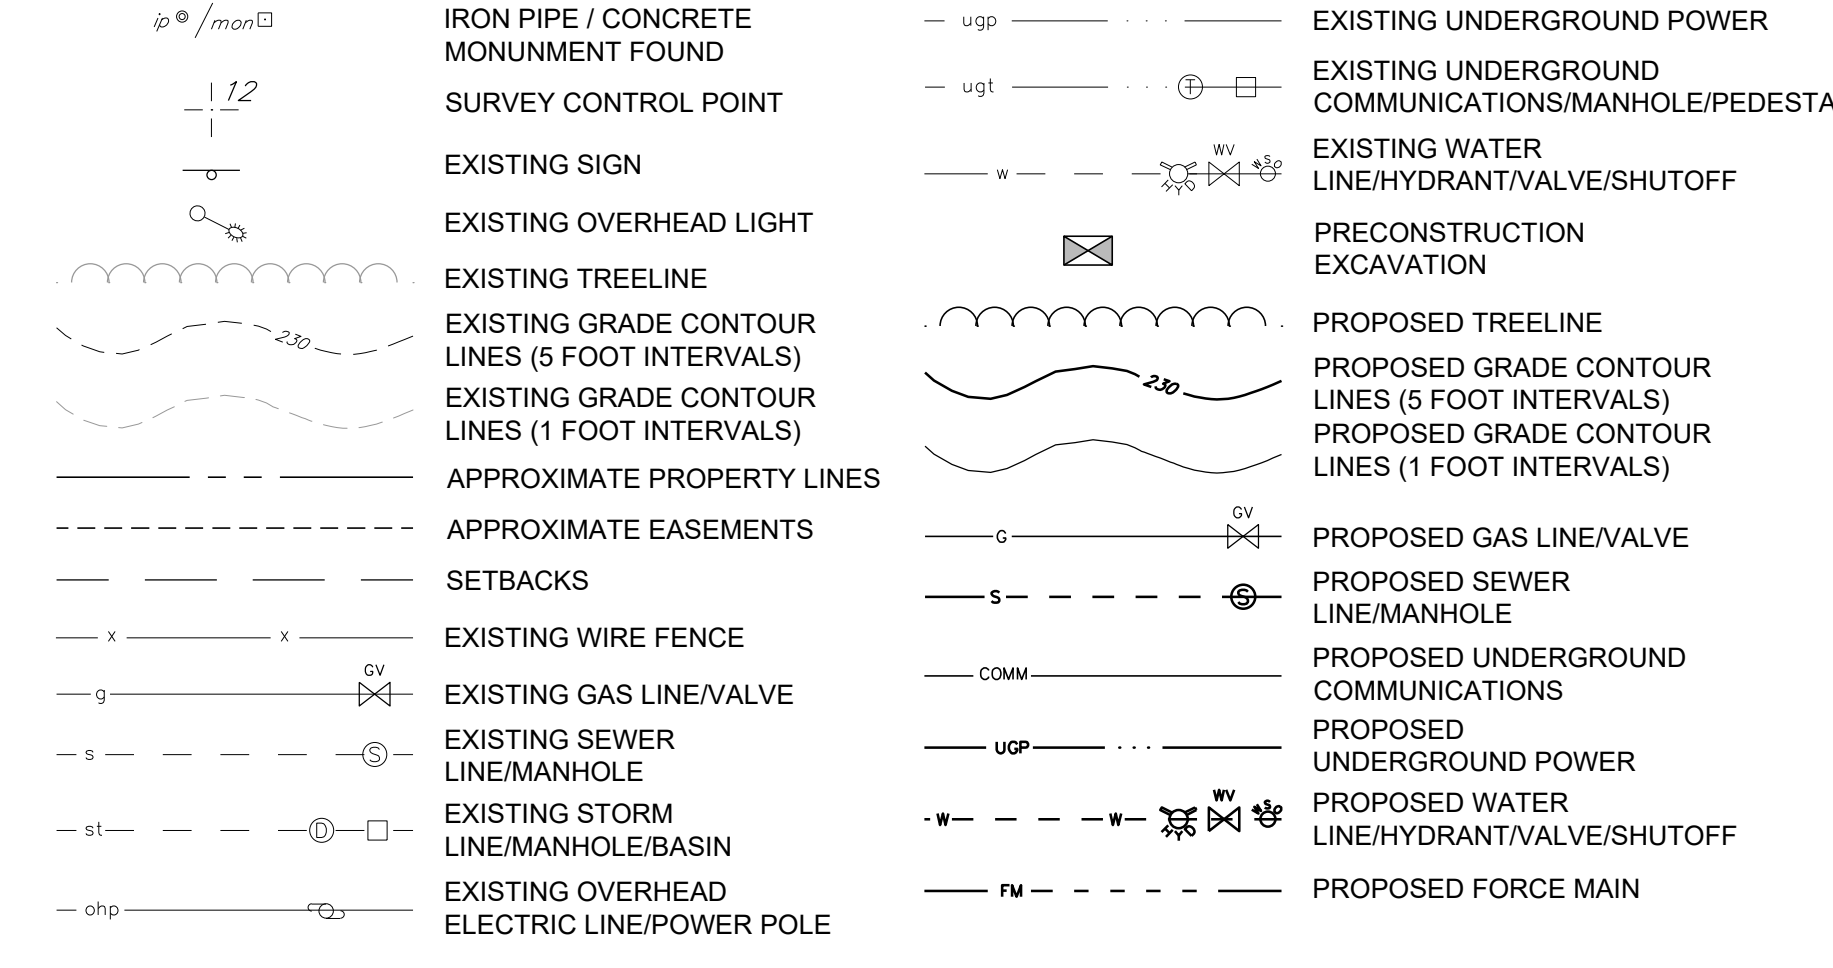 ip / mon
IRON PIPE / CONCRETE
MONUNMENT FOUND
12
SURVEY CONTROL POINT
EXISTING SIGN
EXISTING OVERHEAD LIGHT
EXISTING TREELINE
230
EXISTING GRADE CONTOUR
LINES (5 FOOT INTERVALS)
EXISTING GRADE CONTOUR
LINES (1 FOOT INTERVALS)
APPROXIMATE PROPERTY LINES
APPROXIMATE EASEMENTS
SETBACKS
x x
EXISTING WIRE FENCE
g GV
EXISTING GAS LINE/VALVE
s S
EXISTING SEWER
LINE/MANHOLE
st D
EXISTING STORM
LINE/MANHOLE/BASIN
ohp
EXISTING OVERHEAD
ELECTRIC LINE/POWER POLE
ugp
EXISTING UNDERGROUND POWER
ugt T
EXISTING UNDERGROUND
COMMUNICATIONS/MANHOLE/PEDESTA
w HYD WV WSO
EXISTING WATER
LINE/HYDRANT/VALVE/SHUTOFF
PRECONSTRUCTION
EXCAVATION
PROPOSED TREELINE
230
PROPOSED GRADE CONTOUR
LINES (5 FOOT INTERVALS)
PROPOSED GRADE CONTOUR
LINES (1 FOOT INTERVALS)
G GV
PROPOSED GAS LINE/VALVE
S S
PROPOSED SEWER
LINE/MANHOLE
COMM
PROPOSED UNDERGROUND
COMMUNICATIONS
UGP
PROPOSED
UNDERGROUND POWER
W W HYD WV WSO
PROPOSED WATER
LINE/HYDRANT/VALVE/SHUTOFF
FM
PROPOSED FORCE MAIN